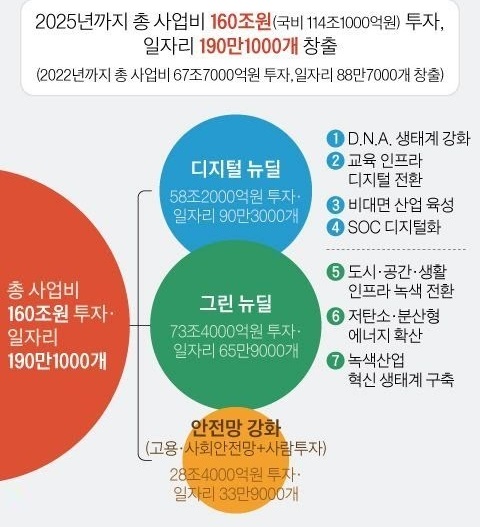 2025년까지 총 사업비 160조원(국비 114조1000억원) 투자,
일자리 190만1000개 창출
(2022년까지 총 사업비 67조7000억원 투자,일자리 88만7000개 창출)
디지털 뉴딜
58조2000억원 투자·
일자리 90만3000개
1 D.N.A. 생태계 강화
2 교육 인프라
디지털 전환
3 비대면 산업 육성
4 SOC 디지털화
총 사업비
160조원 투자·
일자리
190만1000개
그린 뉴딜
73조4000억원 투자·
일자리 65만9000개
5 도시·공간·생활
인프라 녹색 전환
6 저탄소·분산형
에너지 확산
7 녹색산업
혁신 생태계 구축
안전망 강화
(고용·사회안전망+사람투자)
28조4000억원 투자·
일자리 33만9000개